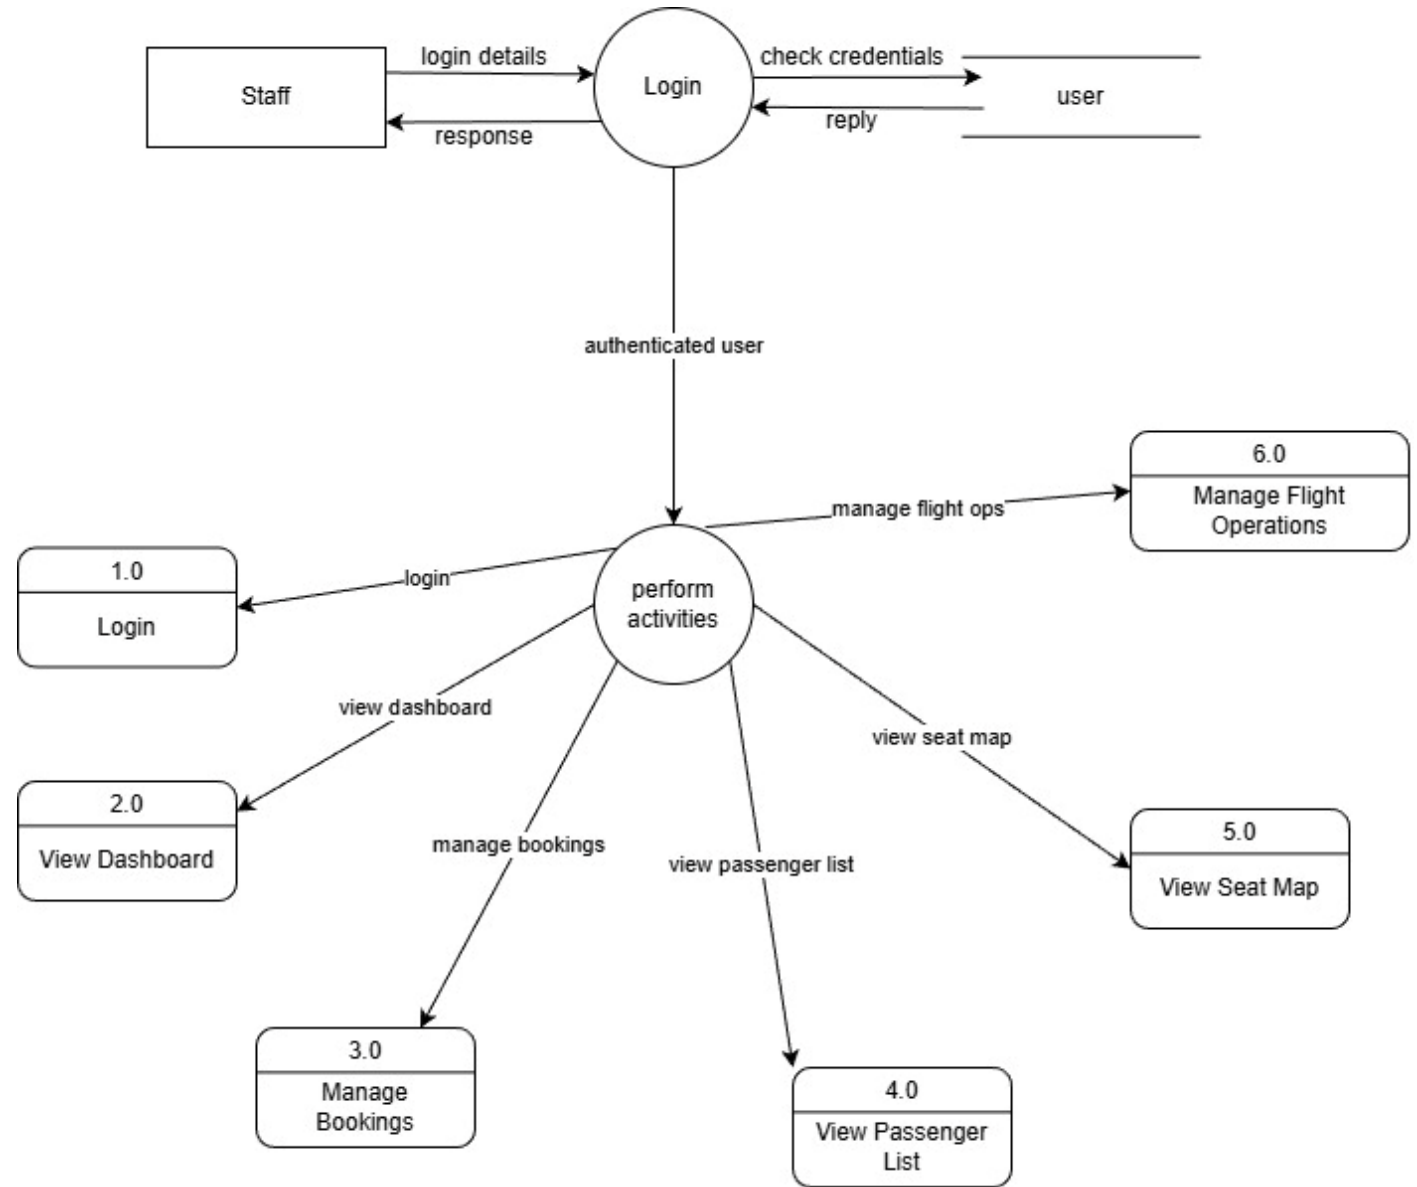 login details
Login
check credentials
Staff
user
response
reply
authenticated user
6.0
Manage Flight
Operations
manage flight ops
1.0
Login
login
perform
activities
view dashboard
view seat map
2.0
View Dashboard
manage bookings
view passenger list
5.0
View Seat Map
3.0
Manage
Bookings
4.0
View Passenger
List